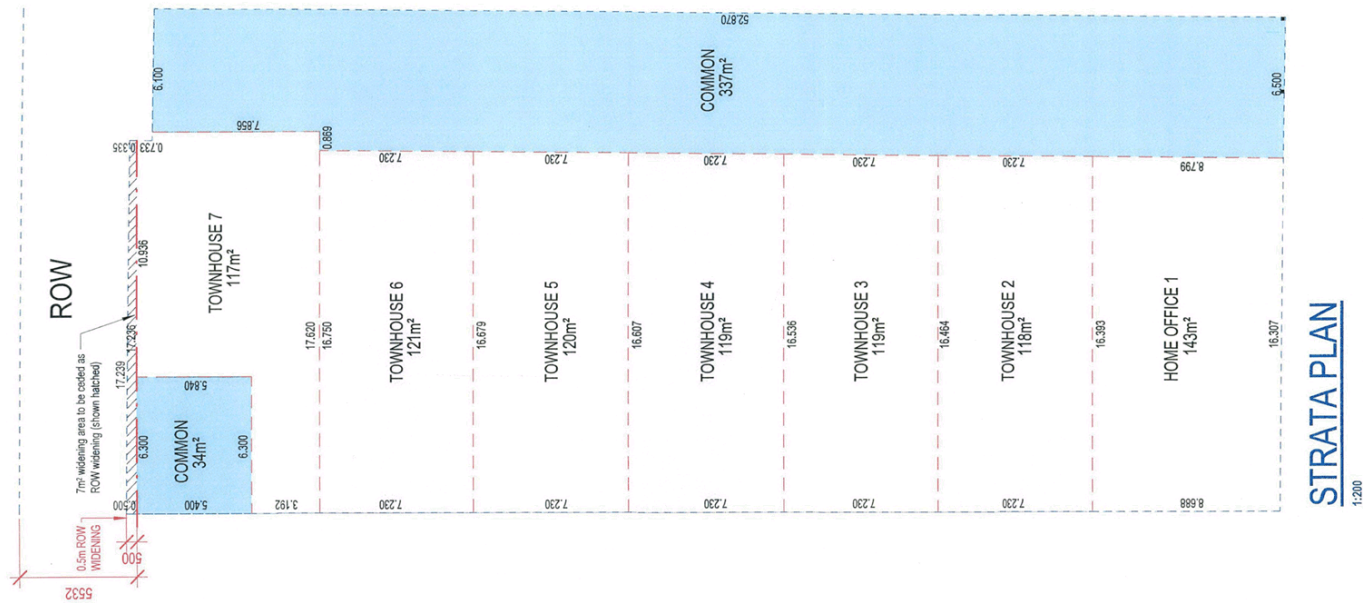 52.870
6.100
COMMON
337m²
6.500
7.856
0.869
0.335
0.733
ROW
10.936
TOWNHOUSE 7
117m²
7.230
7.230
7.230
7.230
7.230
8.799
7m² widening area to be ceded as
ROW widening (shown hatched)
17.239
17.236
17.620
16.750
TOWNHOUSE 6
121m²
16.679
TOWNHOUSE 5
120m²
16.607
TOWNHOUSE 4
119m²
16.536
TOWNHOUSE 3
119m²
16.464
TOWNHOUSE 2
118m²
16.393
HOME OFFICE 1
143m²
16.307
5.840
6.300
COMMON
34m²
6.300
0.500
5.400
3.192
7.230
7.230
7.230
7.230
7.230
8.688
0.5m ROW
WIDENING
500
5532
STRATA PLAN
1:200